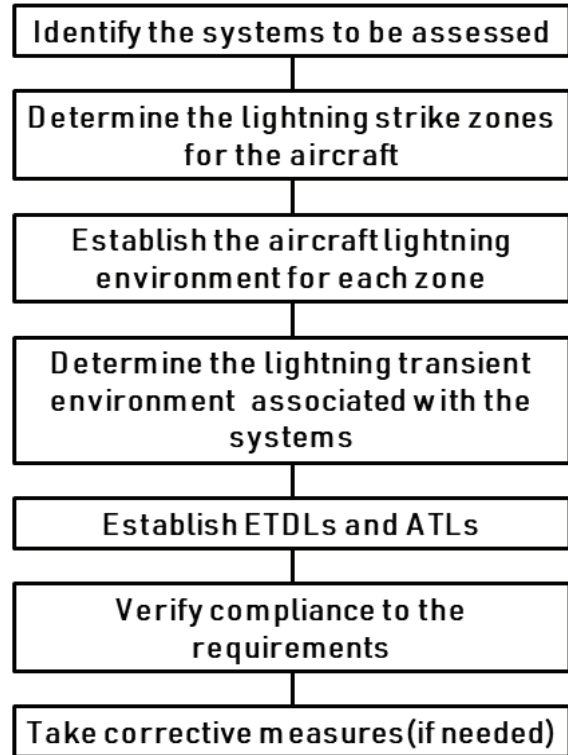 Identify the systems to be assessed
Determine the lightning strike zones
for the aircraft
Establish the aircraft lightning
environment for each zone
Determine the lightning transient
environment associated with the
systems
Establish ETDLs and ATLs
Verify compliance to the
requirements
Take corrective measures(if needed)